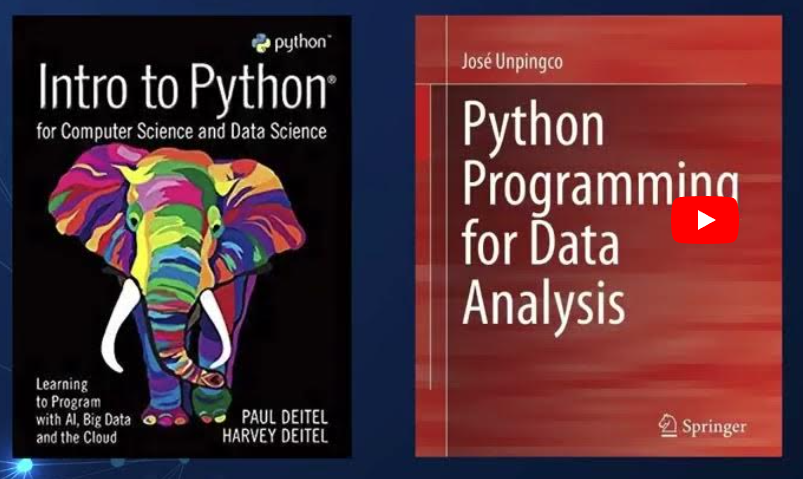 python™
Intro to Python®
for Computer Science and Data Science
Learning
to Program
with AI, Big Data
and the Cloud
PAUL DEITEL
HARVEY DEITEL
José Unpingco
Python
Programming
for Data
Analysis
Springer